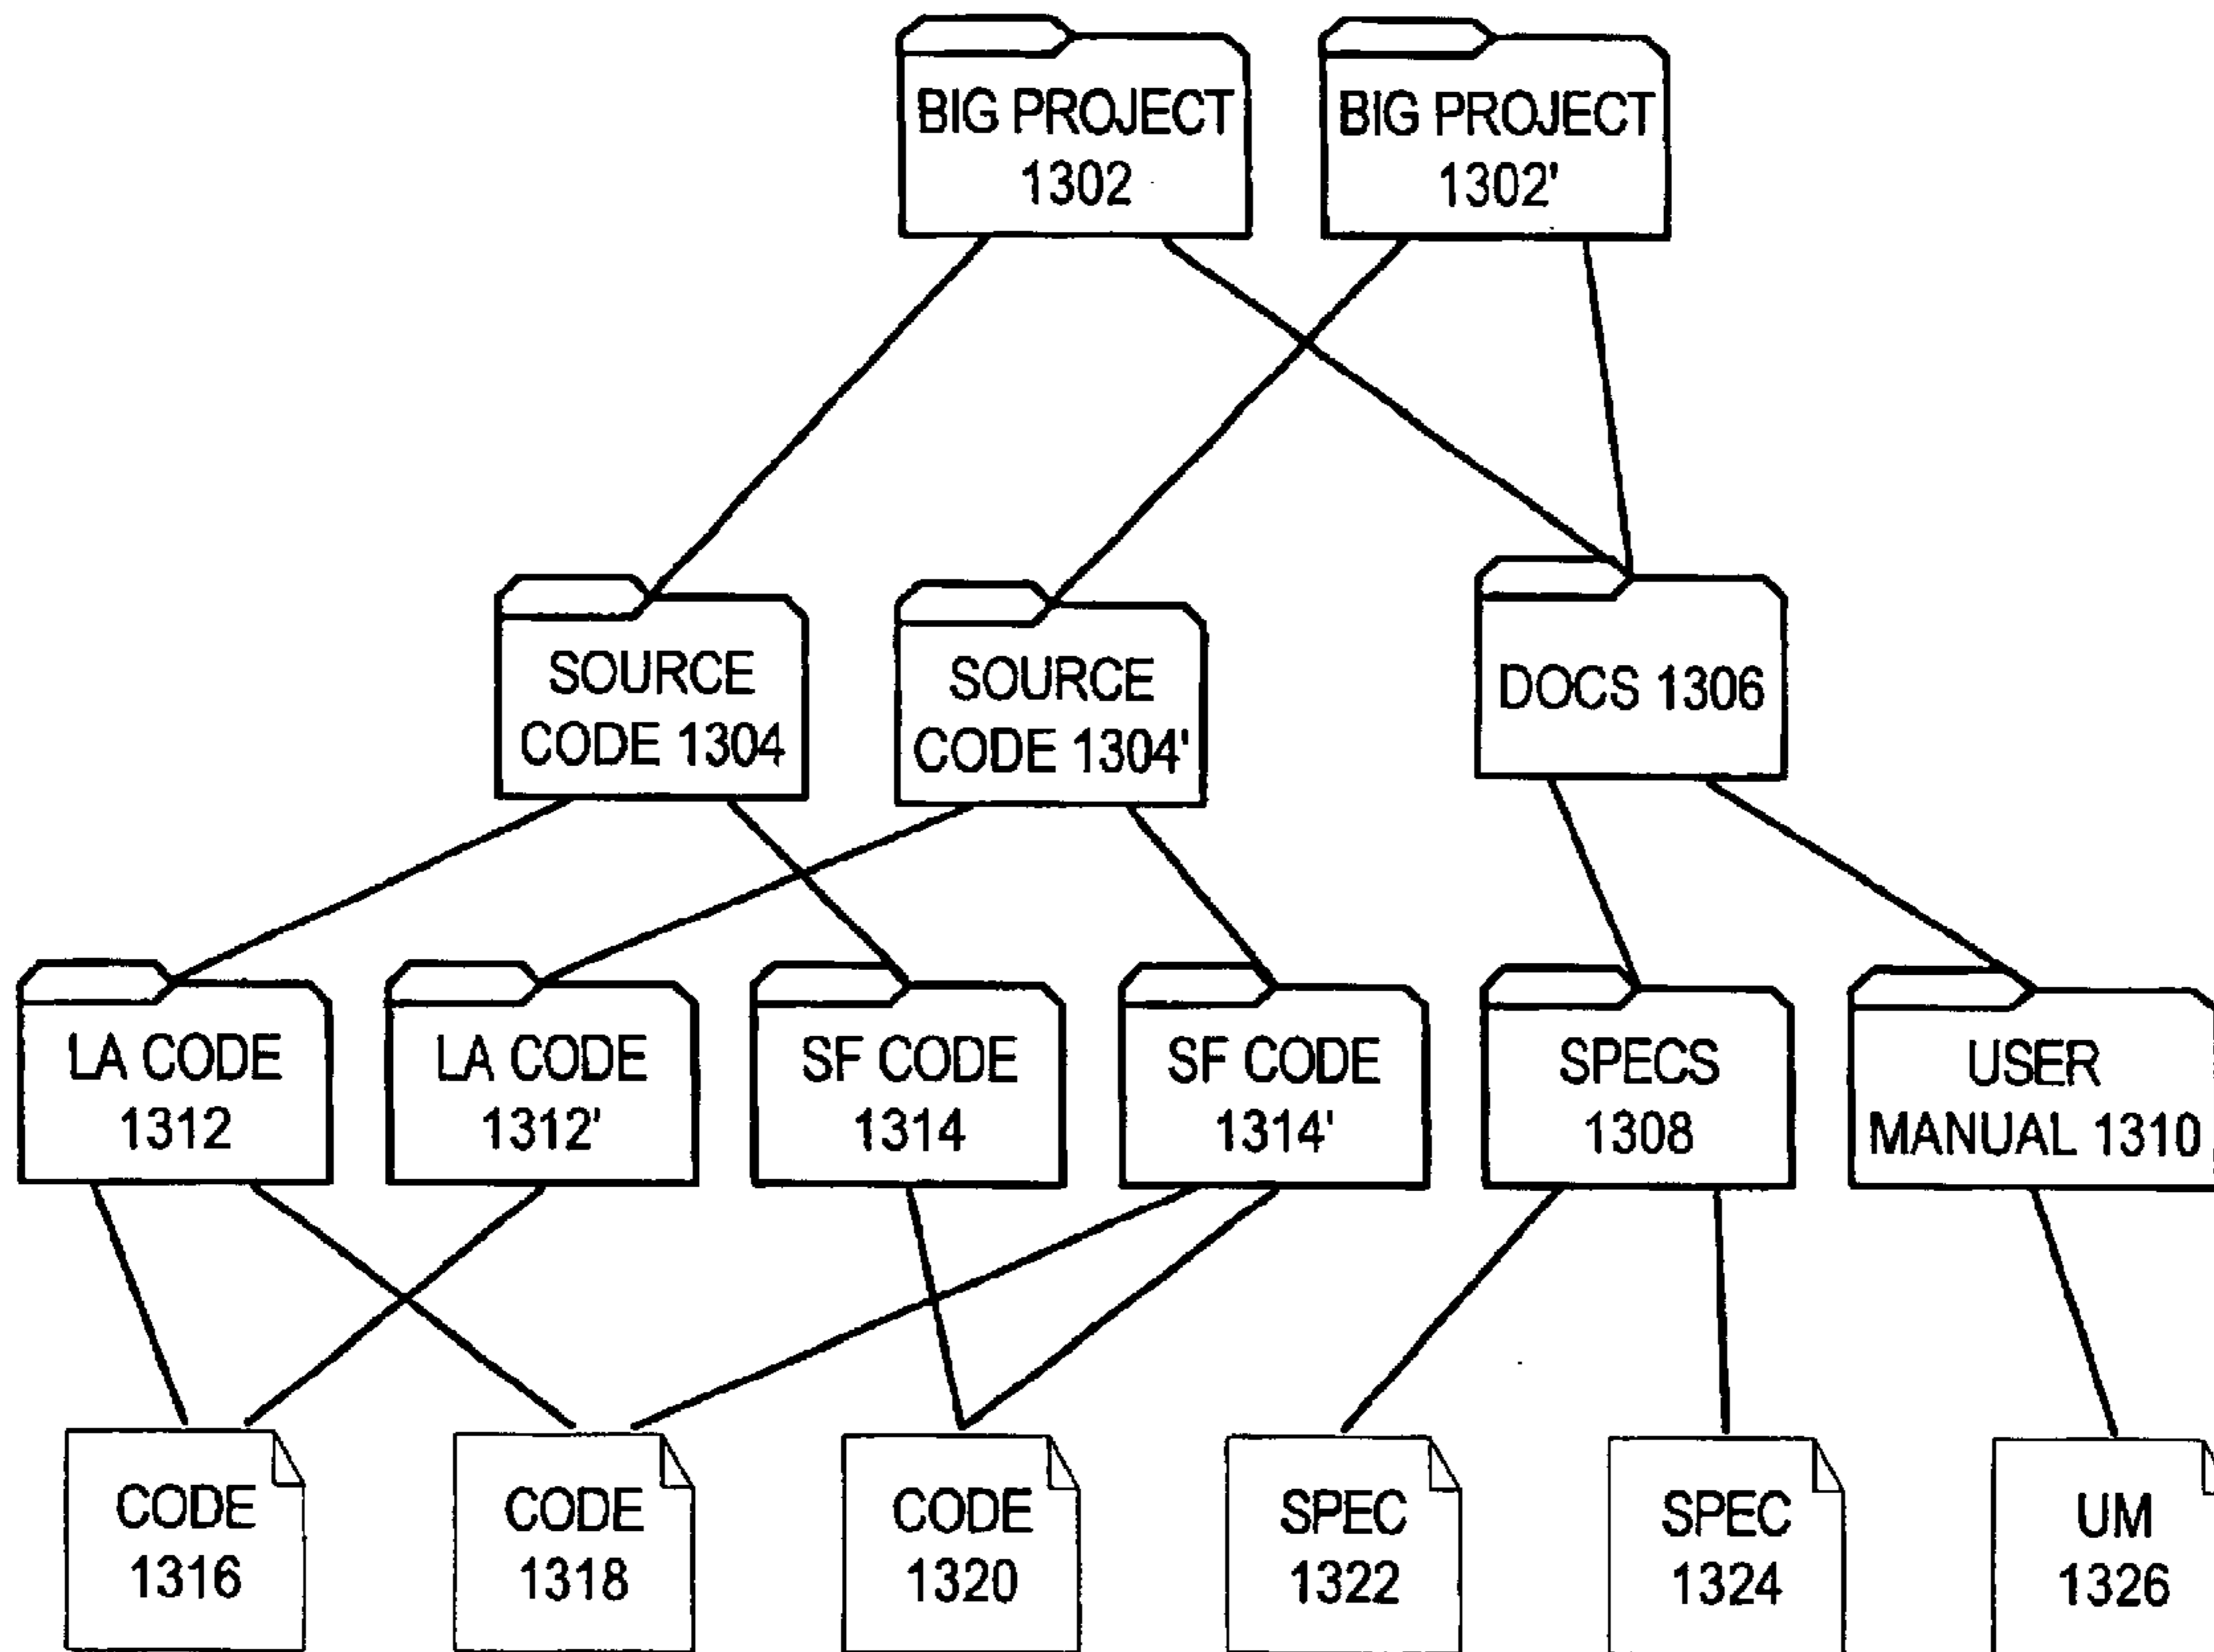 BIG PROJECT
1302
BIG PROJECT
1302'
SOURCE
CODE 1304
SOURCE
CODE 1304'
DOCS 1306
LA CODE
1312
LA CODE
1312'
SF CODE
1314
SF CODE
1314'
SPECS
1308
USER
MANUAL 1310
CODE
1316
CODE
1318
CODE
1320
SPEC
1322
SPEC
1324
UM
1326